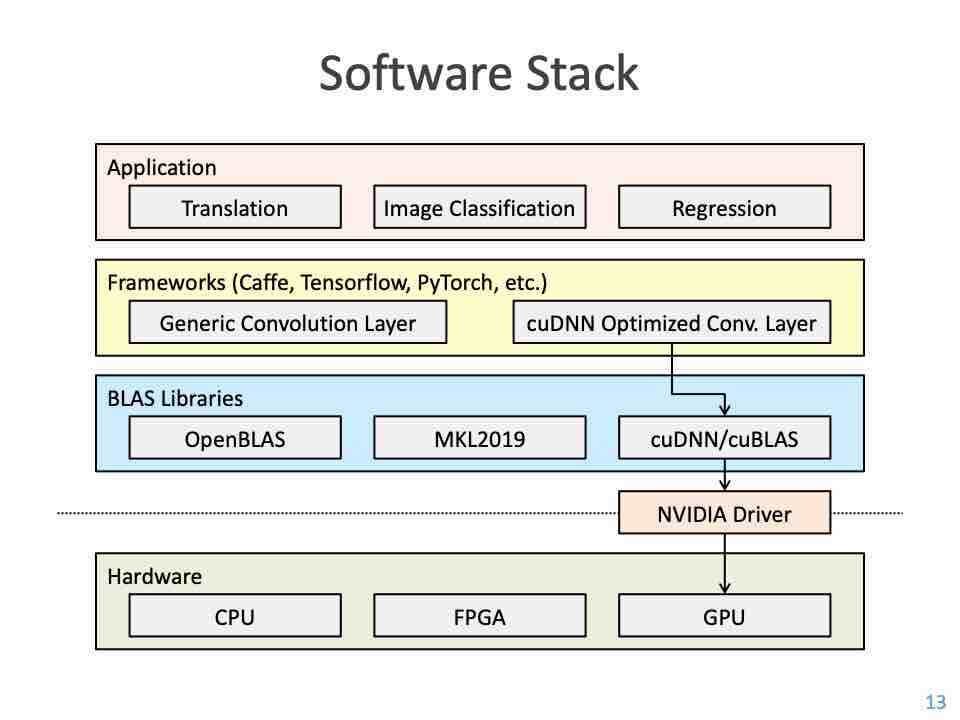 Software Stack
Application
Translation
Image Classification
Regression
Frameworks (Caffe, Tensorflow, PyTorch, etc.)
Generic Convolution Layer
cuDNN Optimized Conv. Layer
BLAS Libraries
OpenBLAS
MKL2019
cuDNN/cuBLAS
NVIDIA Driver
Hardware
CPU
FPGA
GPU
13